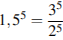 1,5⁵ = 3⁵/2⁵